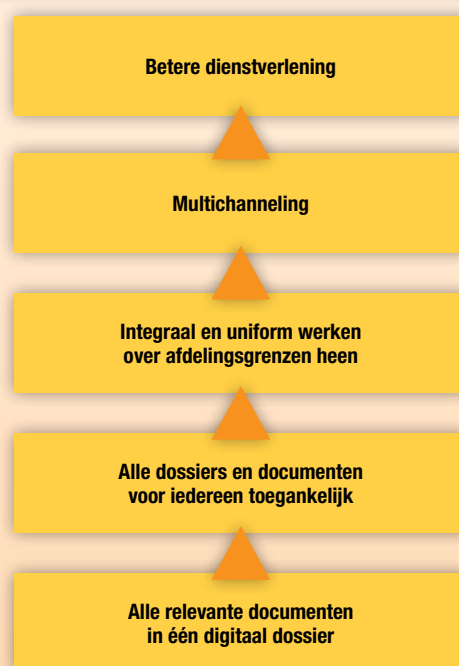 Betere dienstverlening
Multichanneling
Integraal en uniform werken
over afdelingsgrenzen heen
Alle dossiers en documenten
voor iedereen toegankelijk
Alle relevante documenten
in één digitaal dossier